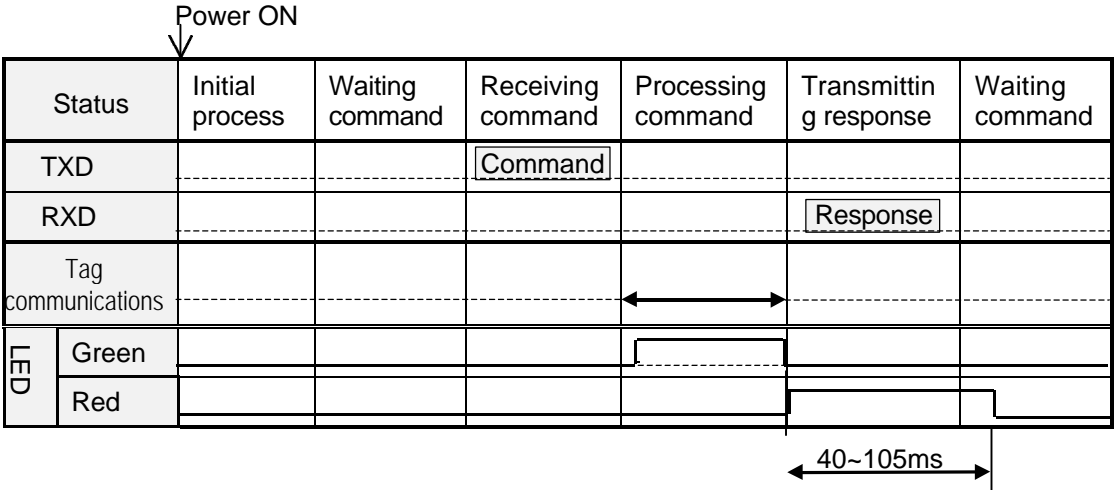 Power ON
Status
Initial process
Waiting command
Receiving command
Processing command
Transmittin g response
Waiting command
TXD
Command
RXD
Response
Tag
communications
LED
Green
Red
40~105ms